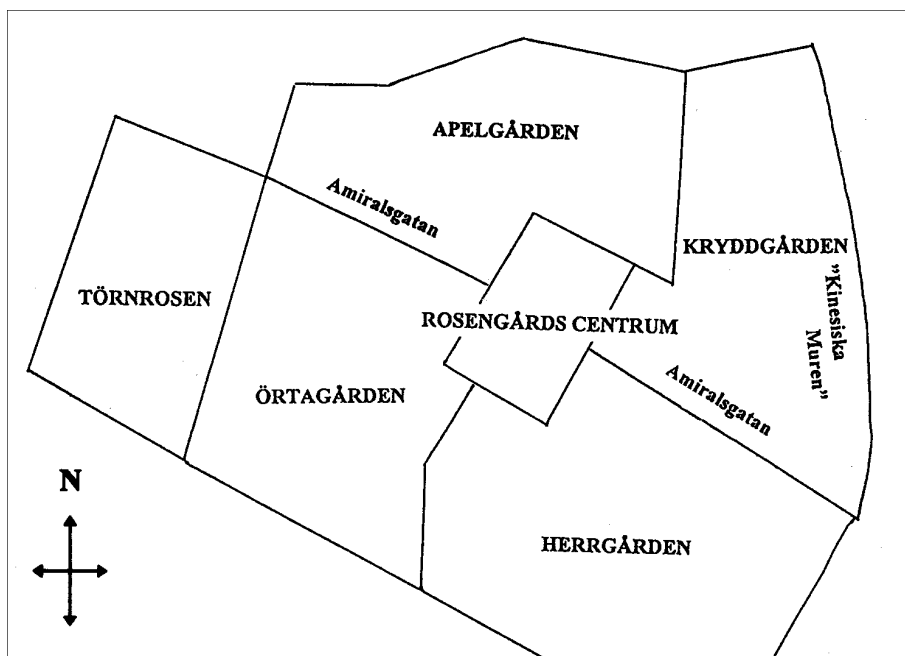 APELGÅRDEN
Amiralsgatan
KRYDDGÅRDEN
TÖRNROSEN
"Kinesiska
Muren"
ROSENGÅRDS CENTRUM
ÖRTAGÅRDEN
Amiralsgatan
N
HERRGÅRDEN